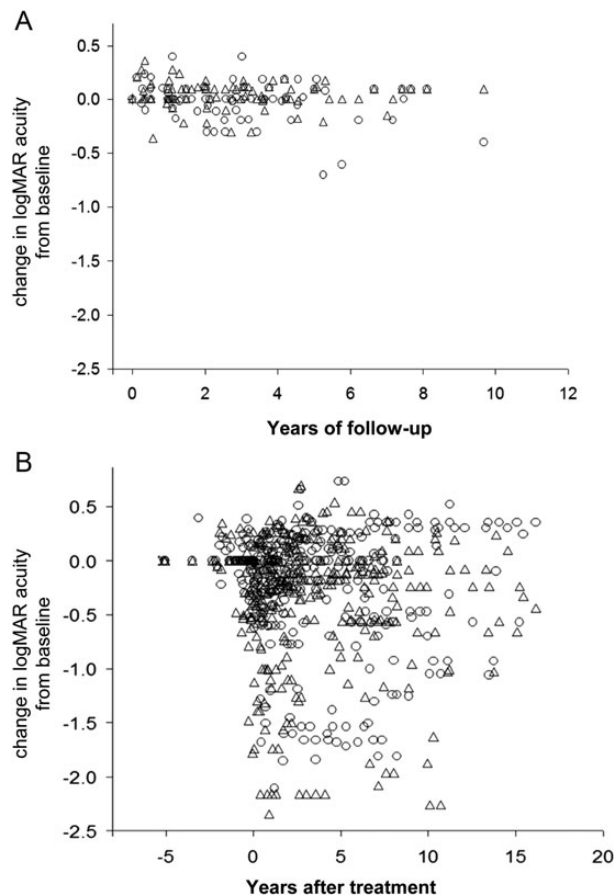 A
0.5
0.0
-0.5
-1.0
-1.5
-2.0
-2.5
change in logMAR acuity
from baseline
0 2 4 6 8 10 12
Years of follow-up
B
0.5
0.0
-0.5
-1.0
-1.5
-2.0
-2.5
change in logMAR acuity
from baseline
-5 0 5 10 15 20
Years after treatment